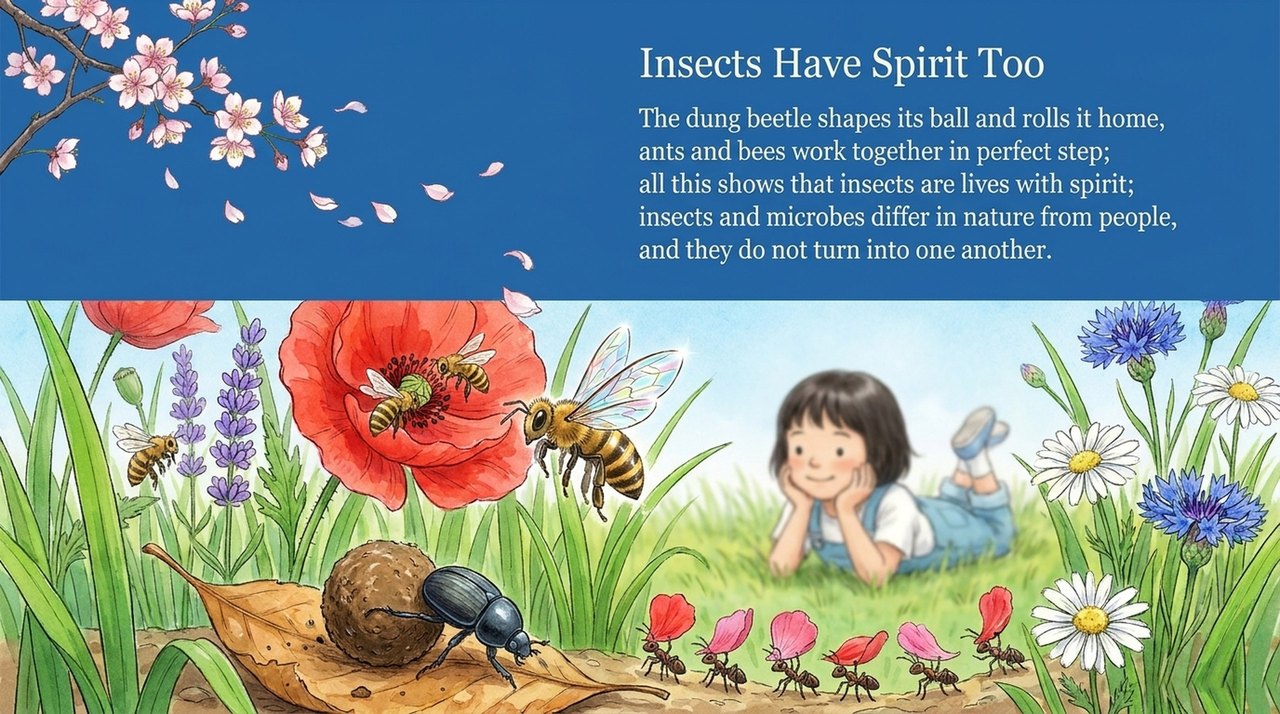 Insects Have Spirit Too
The dung beetle shapes its ball and rolls it home,
ants and bees work together in perfect step;
all this shows that insects are lives with spirit;
insects and microbes differ in nature from people,
and they do not turn into one another.